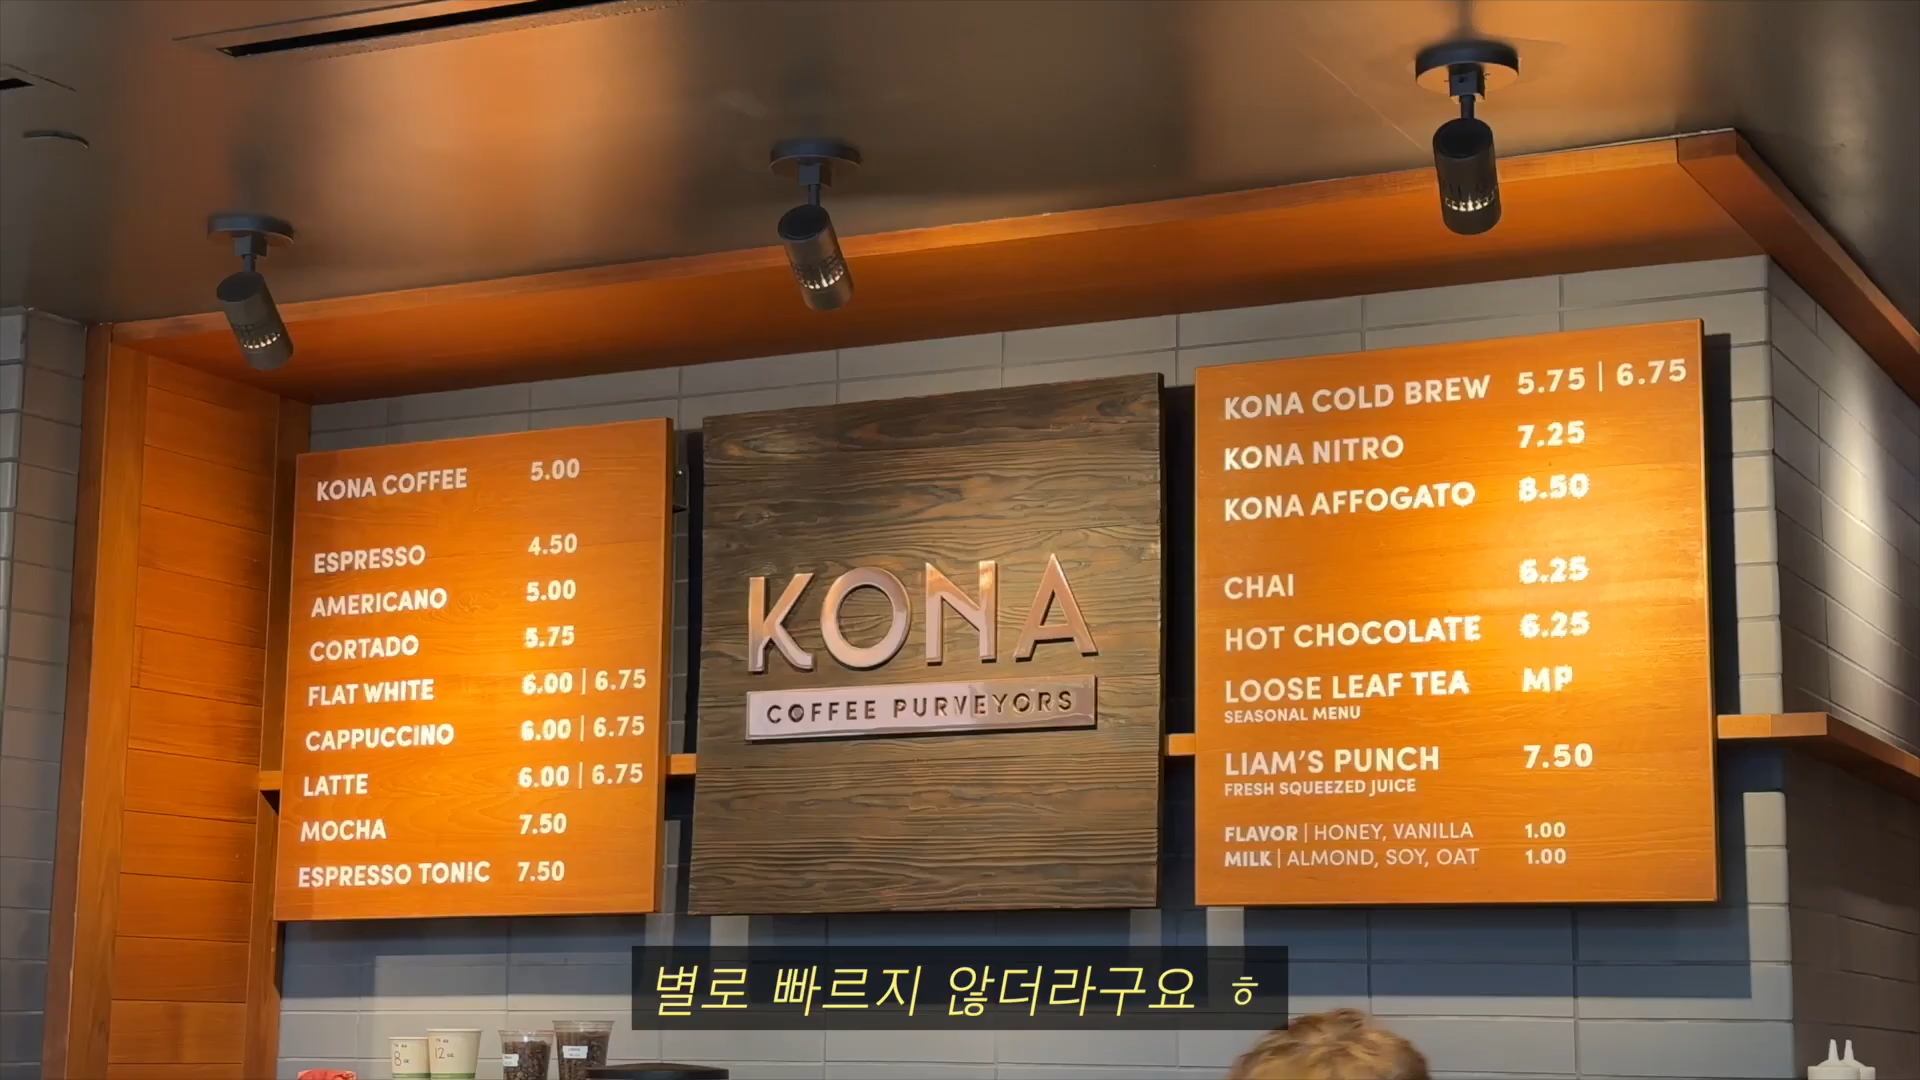 KONA COFFEE 5.00
ESPRESSO 4.50
AMERICANO 5.00
CORTADO 5.75
FLAT WHITE 6.00 | 6.75
CAPPUCCINO 6.00 | 6.75
LATTE 6.00 | 6.75
MOCHA 7.50
ESPRESSO TONIC 7.50
KONA
COFFEE PURVEYORS
KONA COLD BREW 5.75 | 6.75
KONA NITRO 7.25
KONA AFFOGATO 8.50
CHAI 6.25
HOT CHOCOLATE 6.25
LOOSE LEAF TEA MP
SEASONAL MENU
LIAM'S PUNCH 7.50
FRESH SQUEEZED JUICE
FLAVOR | HONEY, VANILLA 1.00
MILK | ALMOND, SOY, OAT 1.00
별로 빠르지 않더라구요 ㅎ
8 oz
12 oz